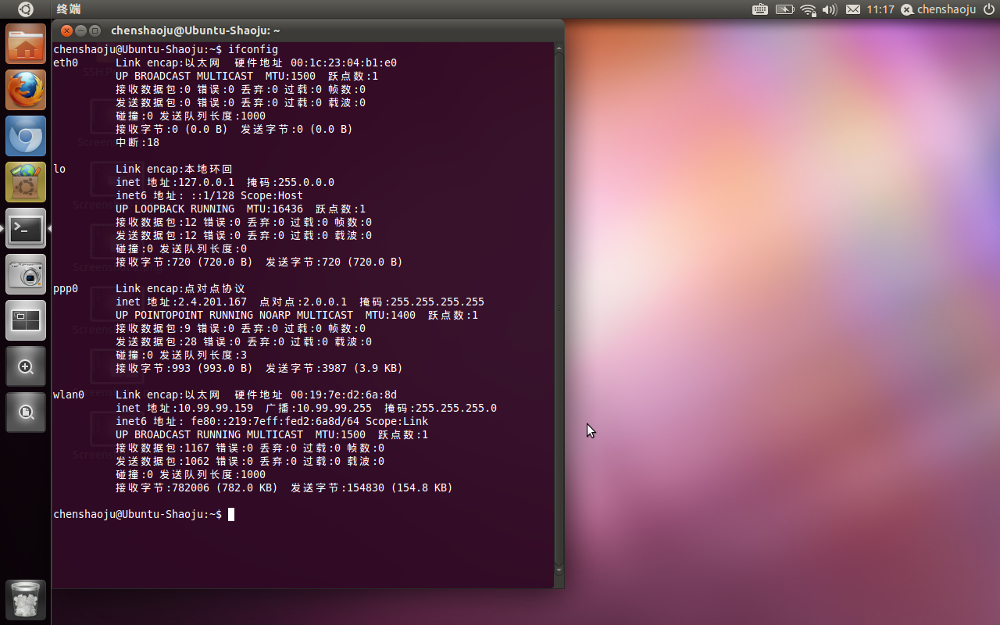 终端
11:17 chenshaoju
chenshaoju@Ubuntu-Shaoju: ~
chenshaoju@Ubuntu-Shaoju:~$ ifconfig
eth0 Link encap:以太网 硬件地址 00:1c:23:04:b1:e0
UP BROADCAST MULTICAST MTU:1500 跃点数:1
接收数据包:0 错误:0 丢弃:0 过载:0 帧数:0
发送数据包:0 错误:0 丢弃:0 过载:0 载波:0
碰撞:0 发送队列长度:1000
接收字节:0 (0.0 B) 发送字节:0 (0.0 B)
中断:18
lo Link encap:本地环回
inet 地址:127.0.0.1 掩码:255.0.0.0
inet6 地址: ::1/128 Scope:Host
UP LOOPBACK RUNNING MTU:16436 跃点数:1
接收数据包:12 错误:0 丢弃:0 过载:0 帧数:0
发送数据包:12 错误:0 丢弃:0 过载:0 载波:0
碰撞:0 发送队列长度:0
接收字节:720 (720.0 B) 发送字节:720 (720.0 B)
ppp0 Link encap:点对点协议
inet 地址:2.4.201.167 点对点:2.0.0.1 掩码:255.255.255.255
UP POINTOPOINT RUNNING NOARP MULTICAST MTU:1400 跃点数:1
接收数据包:9 错误:0 丢弃:0 过载:0 帧数:0
发送数据包:28 错误:0 丢弃:0 过载:0 载波:0
碰撞:0 发送队列长度:3
接收字节:993 (993.0 B) 发送字节:3987 (3.9 KB)
wlan0 Link encap:以太网 硬件地址 00:19:7e:d2:6a:8d
inet 地址:10.99.99.159 广播:10.99.99.255 掩码:255.255.255.0
inet6 地址: fe80::219:7eff:fed2:6a8d/64 Scope:Link
UP BROADCAST RUNNING MULTICAST MTU:1500 跃点数:1
接收数据包:1167 错误:0 丢弃:0 过载:0 帧数:0
发送数据包:1062 错误:0 丢弃:0 过载:0 载波:0
碰撞:0 发送队列长度:1000
接收字节:782006 (782.0 KB) 发送字节:154830 (154.8 KB)
chenshaoju@Ubuntu-Shaoju:~$